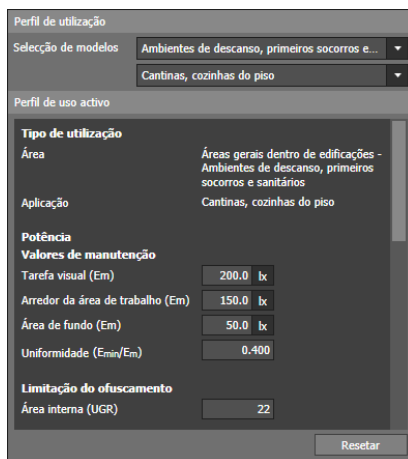 Perfil de utilização
Selecção de modelos Ambientes de descanso, primeiros socorros e...
Cantinas, cozinhas do piso
Perfil de uso activo
Tipo de utilização
Área Áreas gerais dentro de edificações -
Ambientes de descanso, primeiros
socorros e sanitários
Aplicação Cantinas, cozinhas do piso
Potência
Valores de manutenção
Tarefa visual (Em) 200.0 lx
Arredor da área de trabalho (Em) 150.0 lx
Área de fundo (Em) 50.0 lx
Uniformidade (Emin/Em) 0.400
Limitação do ofuscamento
Área interna (UGR) 22
Resetar